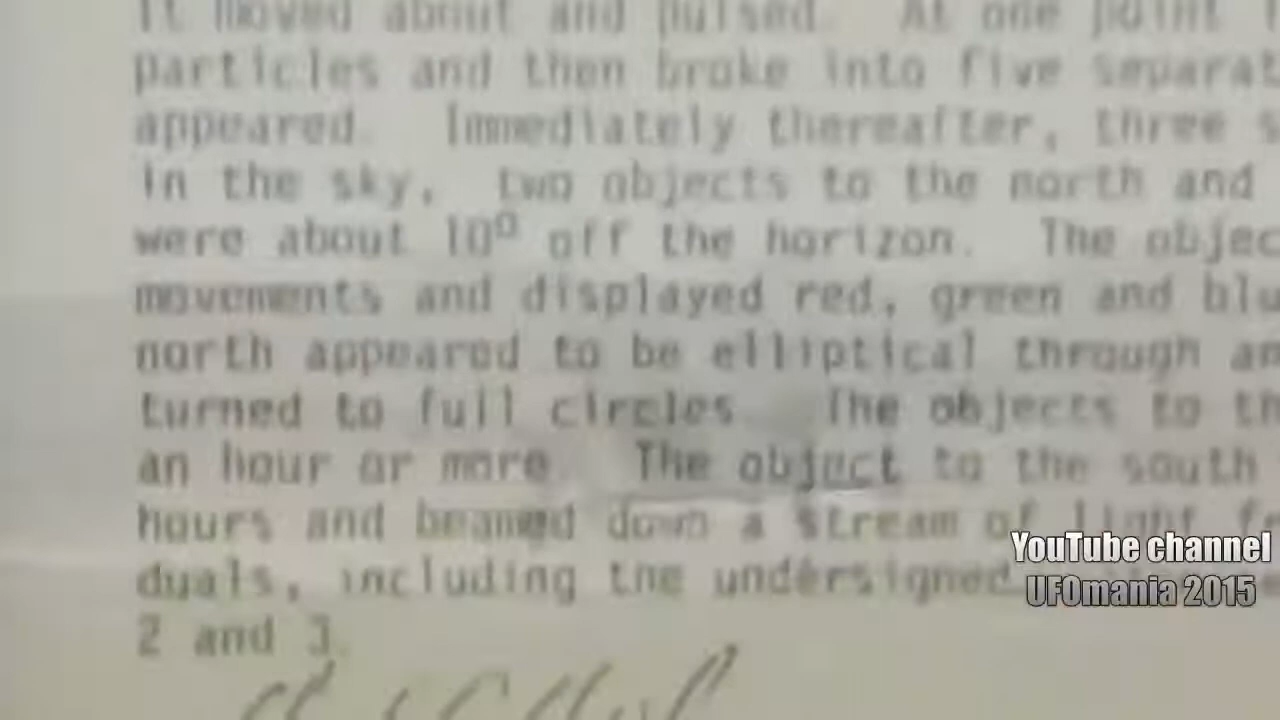 It moved about and pulsed. At one point
particles and then broke into five separat
appeared. Immediately thereafter, three s
in the sky, two objects to the north and
were about 10° off the horizon. The objec
movements and displayed red, green and blu
north appeared to be elliptical through an
turned to full circles. The objects to th
an hour or more. The object to the south
hours and beamed down a stream of light f
duals, including the undersigned
2 and 3.
YouTube channel
UFOmania 2015